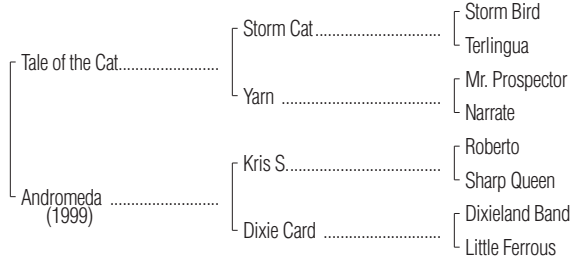 Storm Bird
Storm Cat
Terlingua
Tale of the Cat
Mr. Prospector
Yarn
Narrate
Roberto
Kris S.
Sharp Queen
Andromeda
(1999)
Dixieland Band
Dixie Card
Little Ferrous